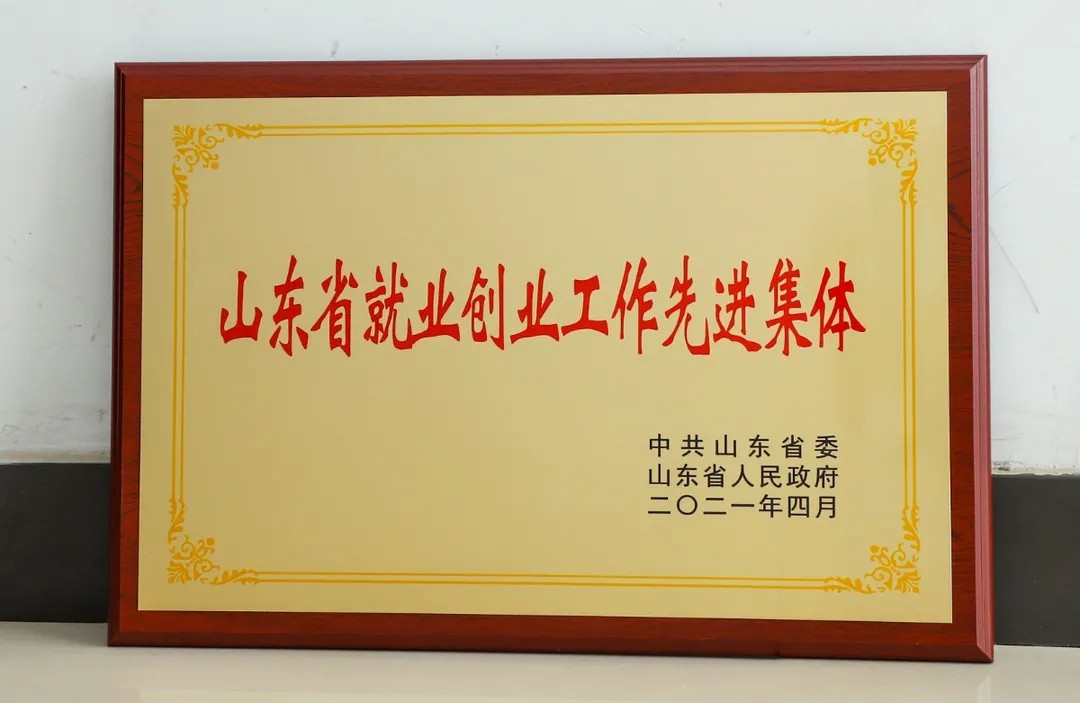 山东省就业创业工作先进集体
中共山东省委
山东省人民政府
二〇二一年四月